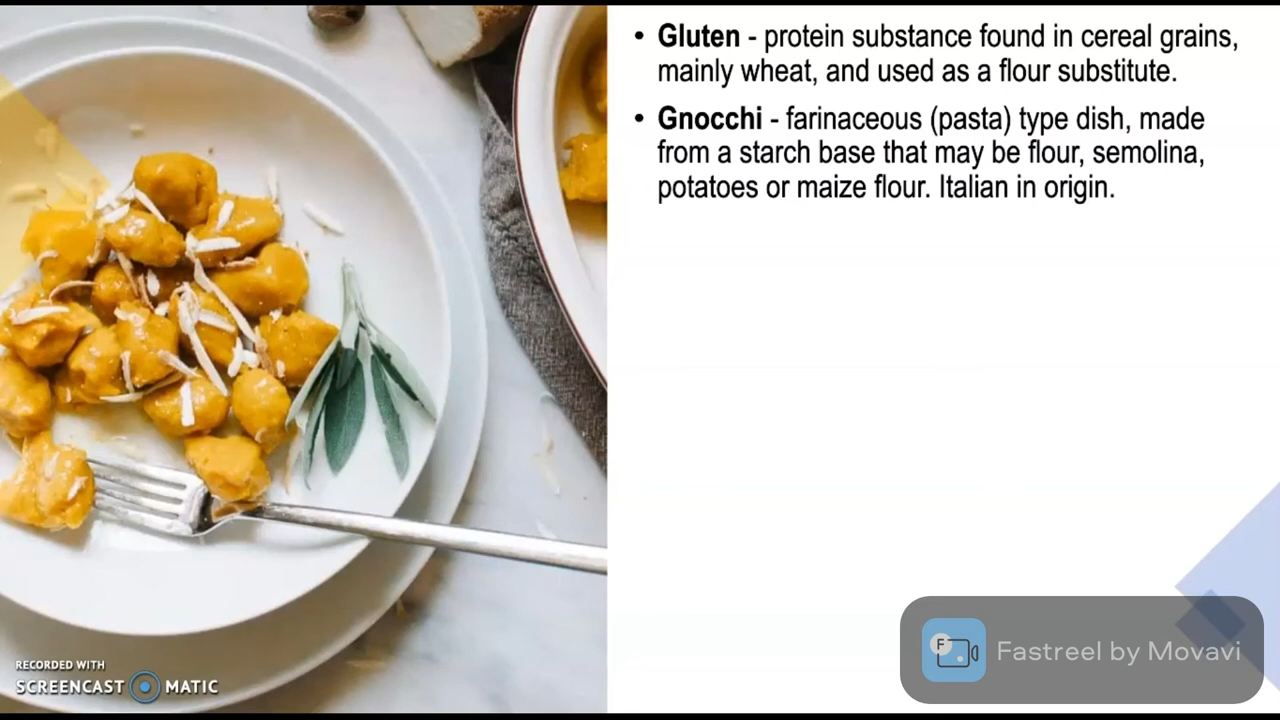 • Gluten - protein substance found in cereal grains,
mainly wheat, and used as a flour substitute.
• Gnocchi - farinaceous (pasta) type dish, made
from a starch base that may be flour, semolina,
potatoes or maize flour. Italian in origin.
RECORDED WITH
SCREENCAST MATIC
F
Fastreel by Movavi